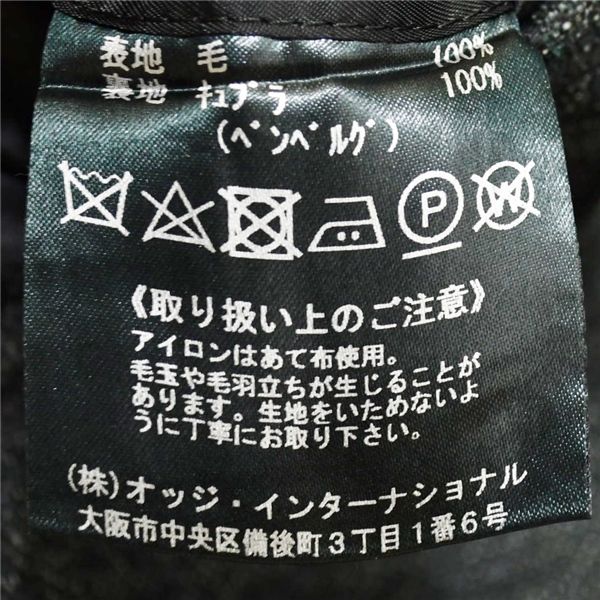 表地 毛 100%
裏地 キュプラ 100%
(ベンベルグ)
P W
《取り扱い上のご注意》
アイロンはあて布使用。
毛玉や毛羽立ちが生じることが
あります。生地をいためないよ
うに丁寧にお取り下さい。
(株)オッジ・インターナショナル
大阪市中央区備後町3丁目1番6号